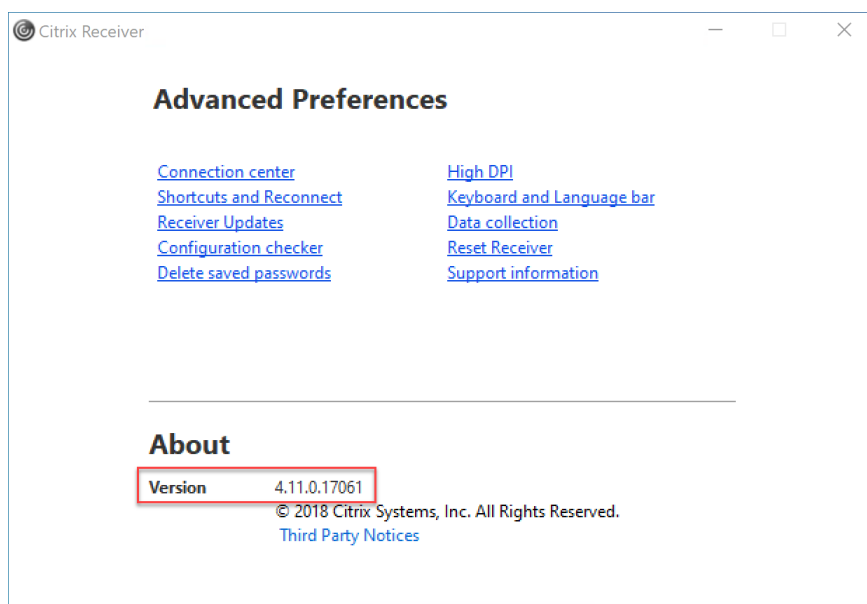 Citrix Receiver
Advanced Preferences
Connection center
Shortcuts and Reconnect
Receiver Updates
Configuration checker
Delete saved passwords
High DPI
Keyboard and Language bar
Data collection
Reset Receiver
Support information
About
Version 4.11.0.17061
© 2018 Citrix Systems, Inc. All Rights Reserved.
Third Party Notices